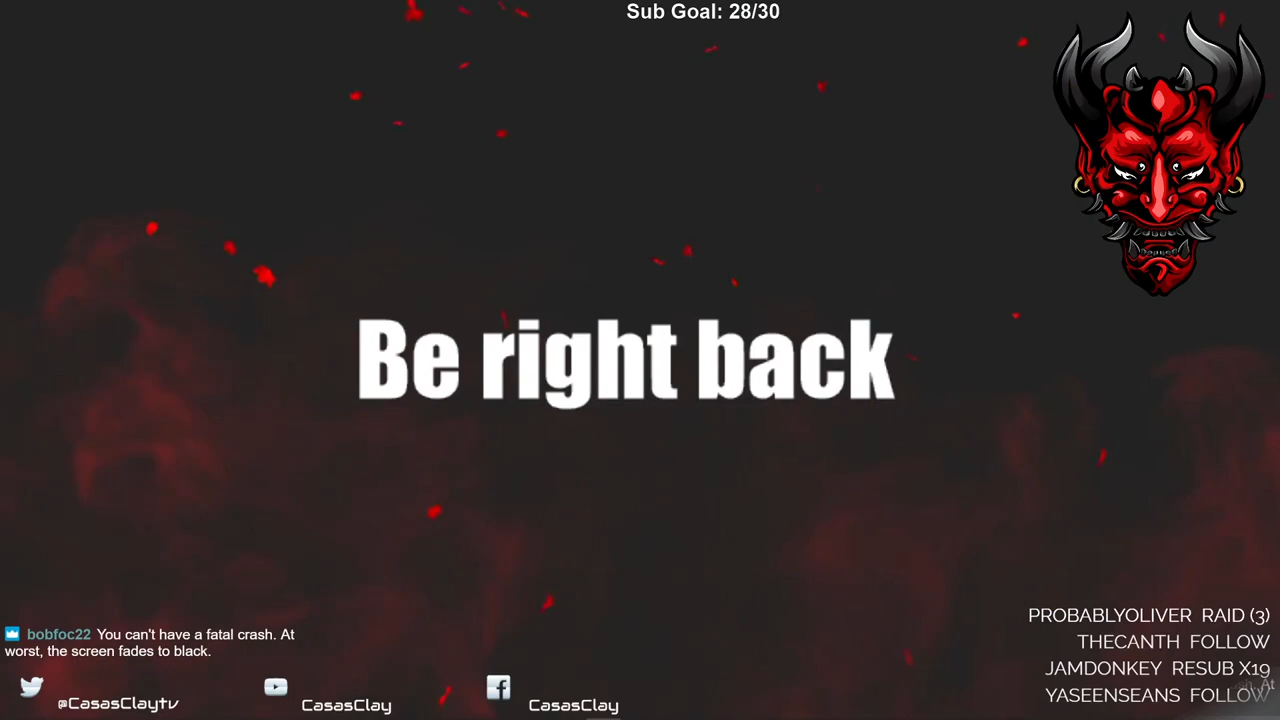 Sub Goal: 28/30
Be right back
bobfoc22 You can't have a fatal crash. At
worst, the screen fades to black.
PROBABLYOLIVER RAID (3)
THECANTH FOLLOW
JAMDONKEY RESUB X19
YASEENSEANS FOLLOW
@CasasClaytv
CasasClay
CasasClay